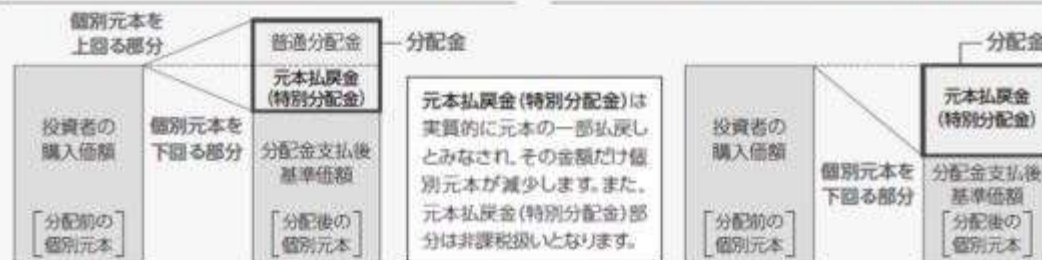 個別元本を
上回る部分
普通分配金
分配金
元本払戻金
(特別分配金)
投資者の
購入価額
個別元本を
下回る部分
分配金支払後
基準価額
分配前の
個別元本
分配後の
個別元本
元本払戻金(特別分配金)は
実質的に元本の一部払戻し
とみなされ、その金額だけ個
別元本が減少します。また、
元本払戻金(特別分配金)部
分は非課税扱いとなります。
分配金
元本払戻金
(特別分配金)
投資者の
購入価額
個別元本を
下回る部分
分配金支払後
基準価額
分配前の
個別元本
分配後の
個別元本